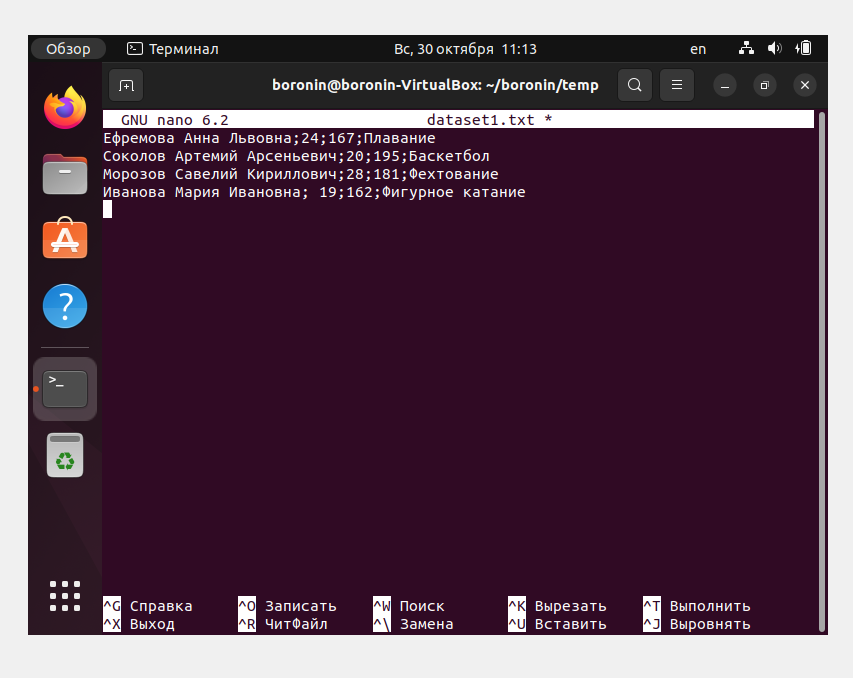 Обзор
Терминал
Вс, 30 октября 11:13
en
boronin@boronin-VirtualBox: ~/boronin/temp
GNU nano 6.2 dataset1.txt *
Ефремова Анна Львовна;24;167;Плавание
Соколов Артемий Арсеньевич;20;195;Баскетбол
Морозов Савелий Кириллович;28;181;Фехтование
Иванова Мария Ивановна; 19;162;Фигурное катание
^G Справка ^O Записать ^W Поиск ^K Вырезать ^T Выполнить
^X Выход ^R ЧитФайл ^\ Замена ^U Вставить ^J Выровнять